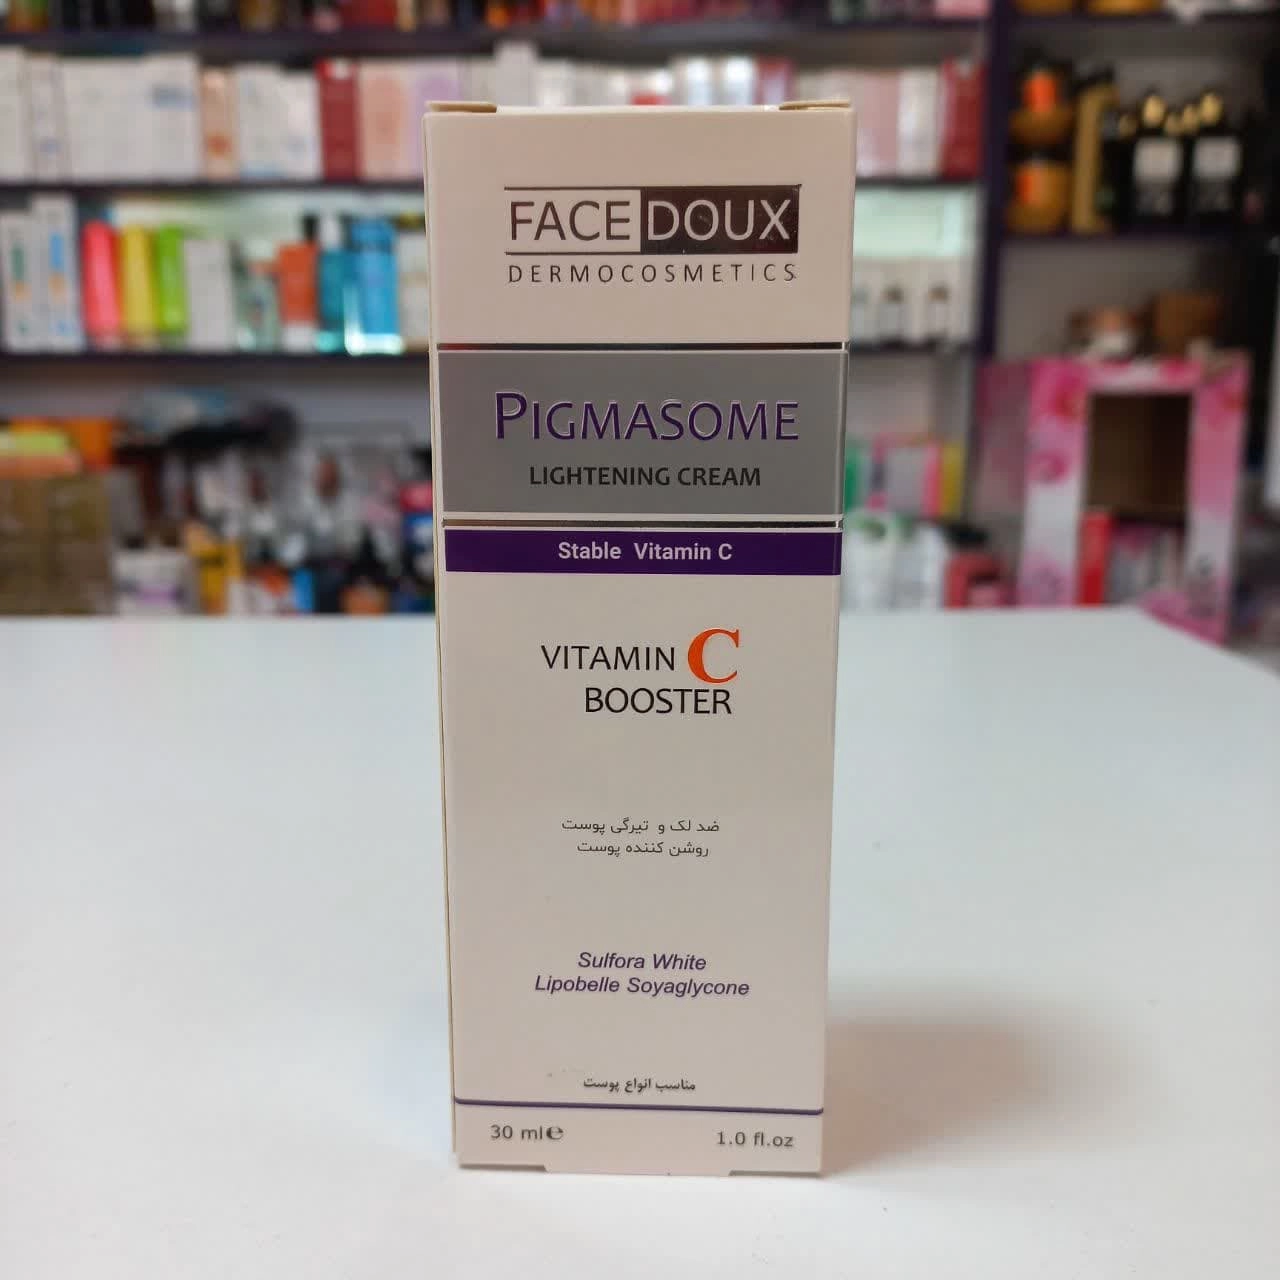 FACE DOUX
DERMOCOSMETICS
PIGMASOME
LIGHTENING CREAM
Stable Vitamin C
VITAMIN C
BOOSTER
ضد لک و تیرگی پوست
روشن کننده پوست
Sulfora White
Lipobelle Soyaglycone
مناسب انواع پوست
30 ml℮
1.0 fl.oz